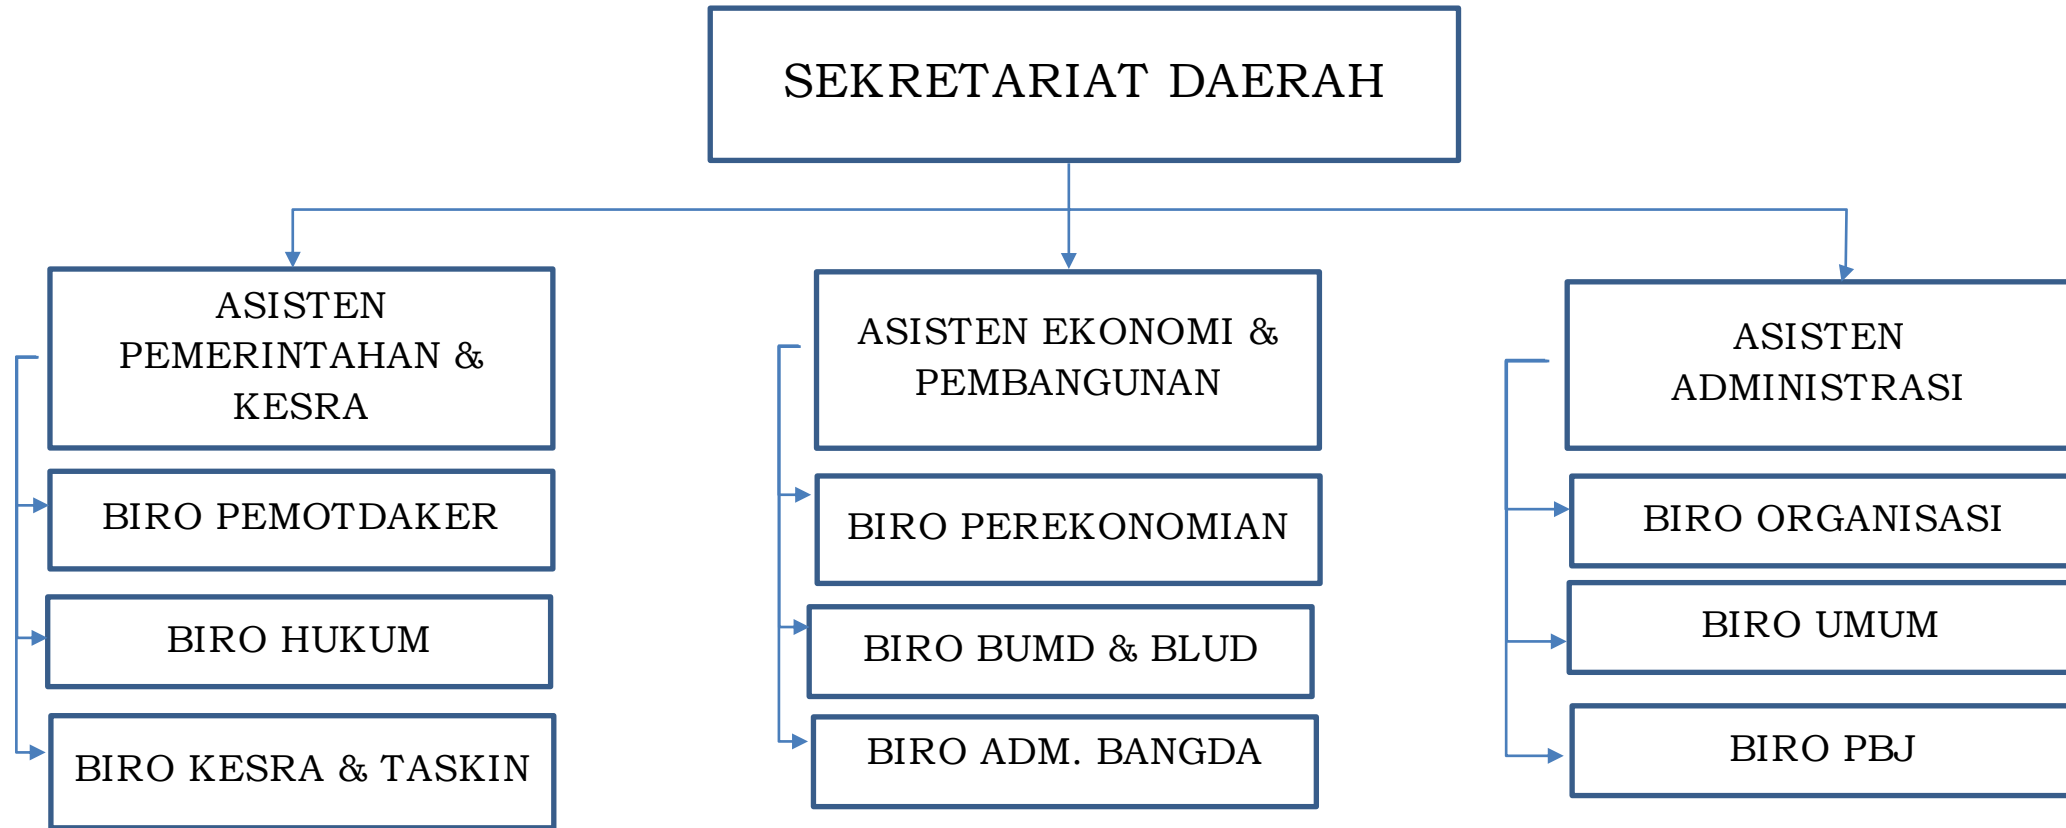 SEKRETARIAT DAERAH
ASISTEN
PEMERINTAHAN &
KESRA
BIRO PEMOTDAKER
BIRO HUKUM
BIRO KESRA & TASKIN
ASISTEN EKONOMI &
PEMBANGUNAN
BIRO PEREKONOMIAN
BIRO BUMD & BLUD
BIRO ADM. BANGDA
ASISTEN
ADMINISTRASI
BIRO ORGANISASI
BIRO UMUM
BIRO PBJ